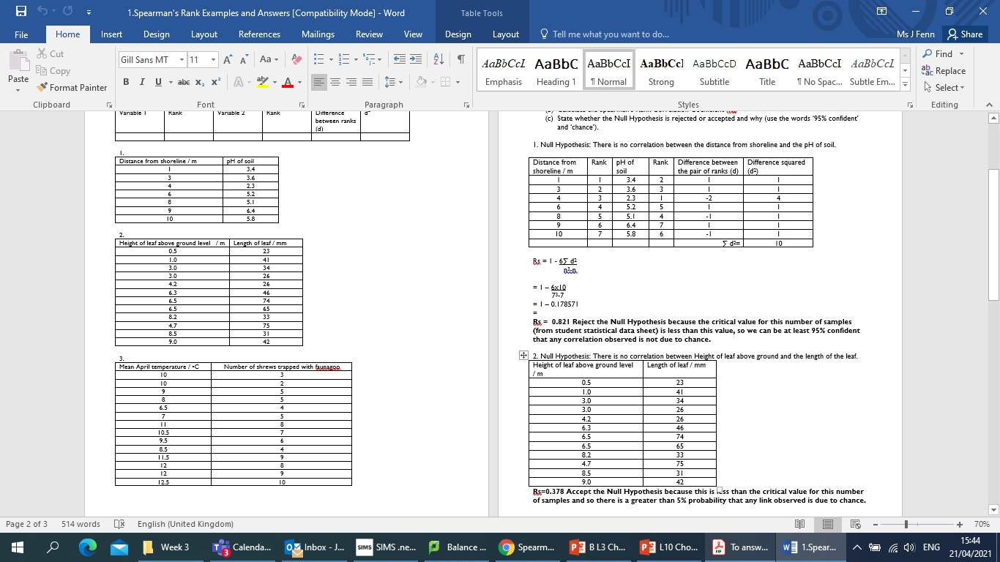 1.Spearman's Rank Examples and Answers [Compatibility Mode] - Word
Table Tools
File Home Insert Design Layout References Mailings Review View Design Layout Tell me what you want to do... Ms J Fenn Share
Paste
Cut
Copy
Format Painter
Clipboard
Gill Sans MT 11
B I U abc x₂ x²
Font
Paragraph
AaBbCcI AaBbC AaBbCcI AaBbCcI AaBbCcD AaBbC AaBbCcI AaBbCcI
Emphasis Heading 1 ¶ Normal Strong Subtitle Title ¶ No Spac... Subtle Em...
Styles
Find
Replace
Select
Editing
Variable 1 Rank Variable 2 Rank Difference between ranks (d) d²
1.
Distance from shoreline / m pH of soil
1 3.4
3 3.6
4 2.3
6 5.2
8 5.1
9 6.4
10 5.8
2.
Height of leaf above ground level / m Length of leaf / mm
0.5 23
1.0 41
3.0 34
3.0 26
4.2 26
6.3 46
6.5 74
6.5 65
8.2 33
4.7 75
8.5 31
9.0 42
3.
Mean April temperature / •C Number of shrews trapped with faunagoo
10 3
10 2
9 5
8 5
6.5 4
7 5
11 8
10.5 7
9.5 6
8.5 4
11.5 9
12 8
12 9
12.5 10
(c) State whether the Null Hypothesis is rejected or accepted and why (use the words '95% confident'
and 'chance').
1. Null Hypothesis: There is no correlation between the distance from shoreline and the pH of soil.
Distance from Rank pH of Rank Difference between Difference squared
shoreline / m soil the pair of ranks (d) (d²)
1 1 3.4 2 1 1
3 2 3.6 3 1 1
4 3 2.3 1 -2 4
6 4 5.2 5 1 1
8 5 5.1 4 -1 1
9 6 6.4 7 1 1
10 7 5.8 6 -1 1
∑ d²= 10
Rs = 1 - 6∑ d²
n³-n
= 1 – 6x10
7³-7
= 1 – 0.178571
=
Rs = 0.821 Reject the Null Hypothesis because the critical value for this number of samples
(from student statistical data sheet) is less than this value, so we can be at least 95% confident
that any correlation observed is not due to chance.
2. Null Hypothesis: There is no correlation between Height of leaf above ground and the length of the leaf.
Height of leaf above ground level Length of leaf / mm
/ m
0.5 23
1.0 41
3.0 34
3.0 26
4.2 26
6.3 46
6.5 74
6.5 65
8.2 33
4.7 75
8.5 31
9.0 42
Rs=0.378 Accept the Null Hypothesis because this is less than the critical value for this number
of samples and so there is a greater than 5% probability that any link observed is due to chance.
Page 2 of 3 514 words English (United Kingdom) 70%
Week 3 Calenda... Inbox - J... SIMS .ne... Balance ... Spearm... B L3 Ch... L10 Cho... To answ... 1.Spear... ENG
15:44
21/04/2021